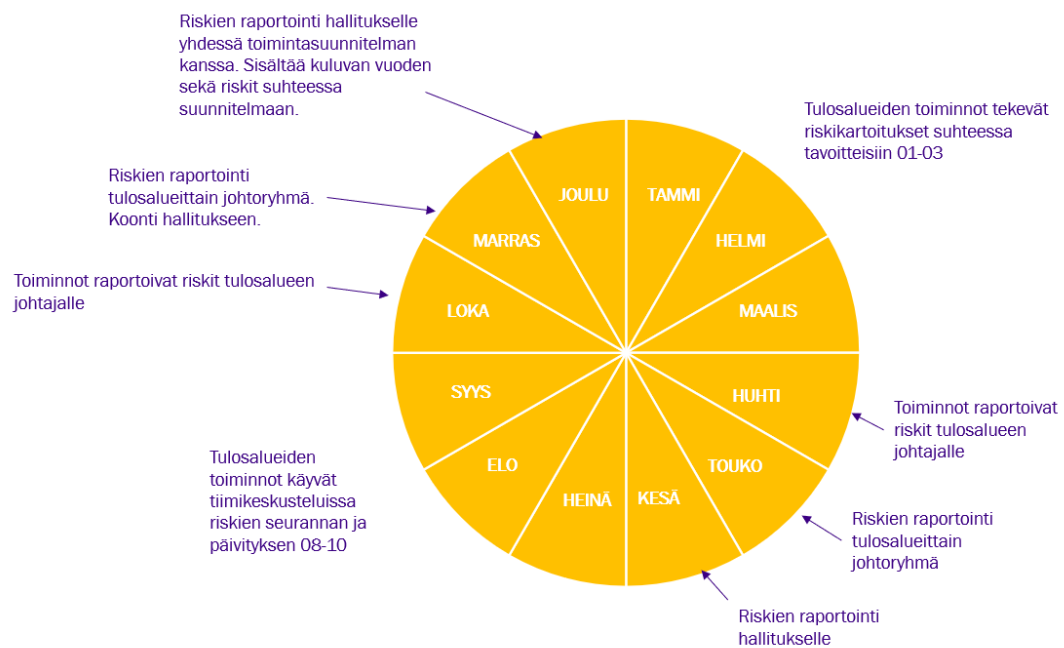 Riskien raportointi hallitukselle
yhdessä toimintasuunnitelman
kanssa. Sisältää kuluvan vuoden
sekä riskit suhteessa
suunnitelmaan.
Tulosalueiden toiminnot tekevät
riskikartoitukset suhteessa
tavoitteisiin 01-03
Riskien raportointi
tulosalueittain johtoryhmä.
Koonti hallitukseen.
Toiminnot raportoivat riskit tulosalueen
johtajalle
JOULU
TAMMI
MARRAS
HELMI
LOKA
MAALIS
SYYS
HUHTI
ELO
TOUKO
HEINÄ
KESÄ
Toiminnot raportoivat
riskit tulosalueen
johtajalle
Tulosalueiden
toiminnot käyvät
tiimikeskusteluissa
riskien seurannan ja
päivityksen 08-10
Riskien raportointi
tulosalueittain
johtoryhmä
Riskien raportointi
hallitukselle